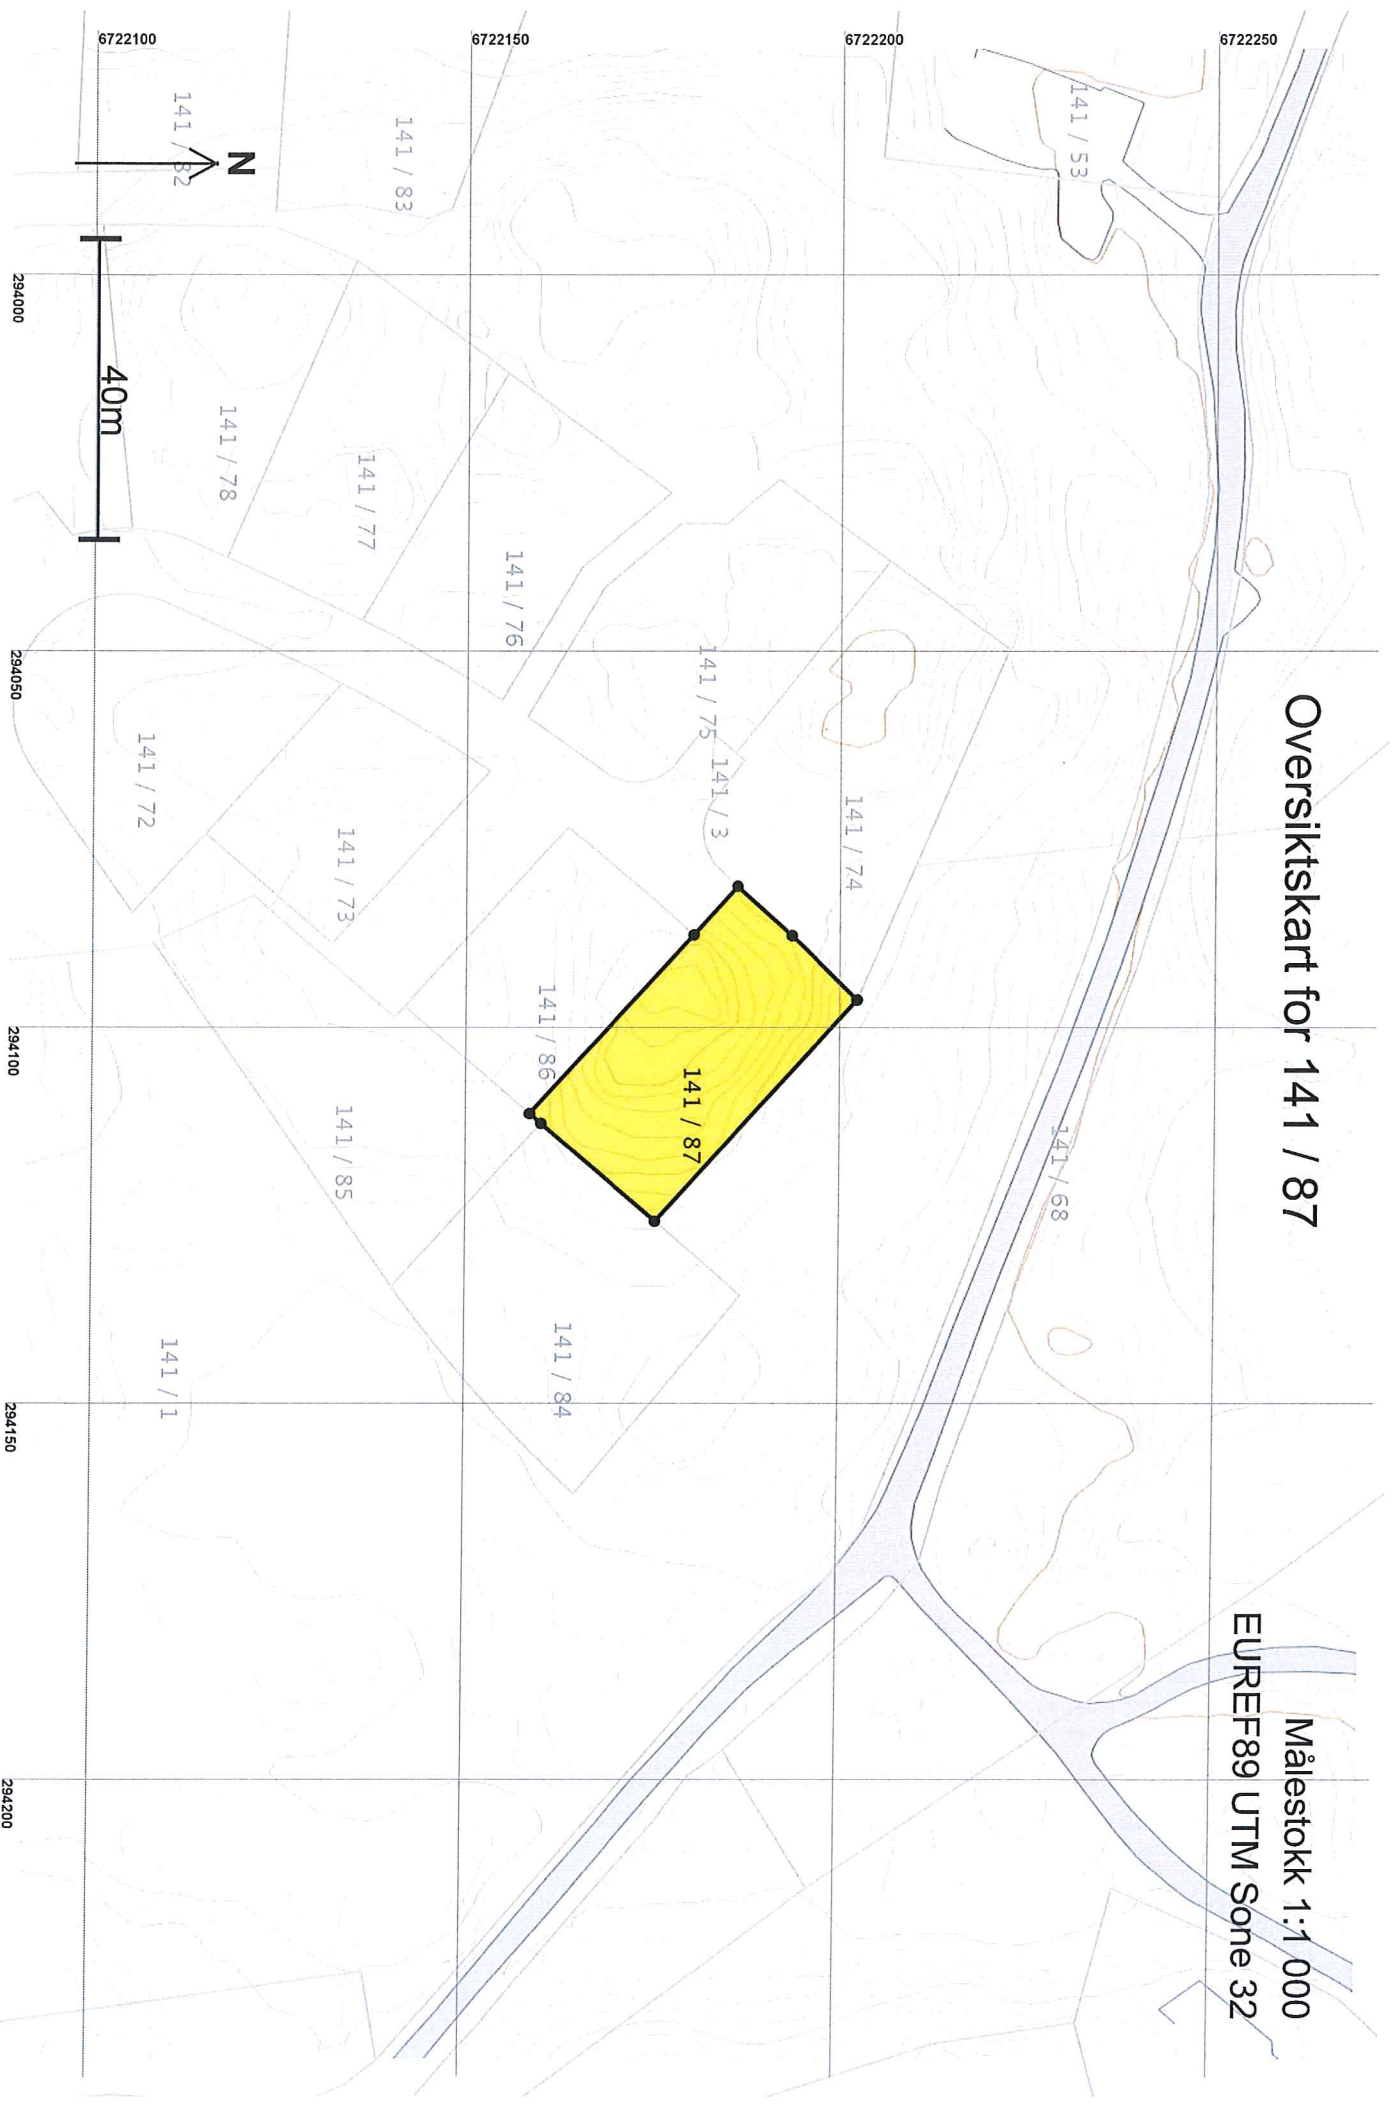 Oversiktskart for 141 / 87
Målestokk 1:1 000
EUREF89 UTM Sone 32
6722250
6722200
6722150
6722100
141 / 53
141 / 68
141 / 74
141 / 3
141 / 75
141 / 87
141 / 86
141 / 84
141 / 76
141 / 83
141 / 77
141 / 73
141 / 85
141 / 78
141 / 82
141 / 72
141 / 1
N
40m
294000
294050
294100
294150
294200